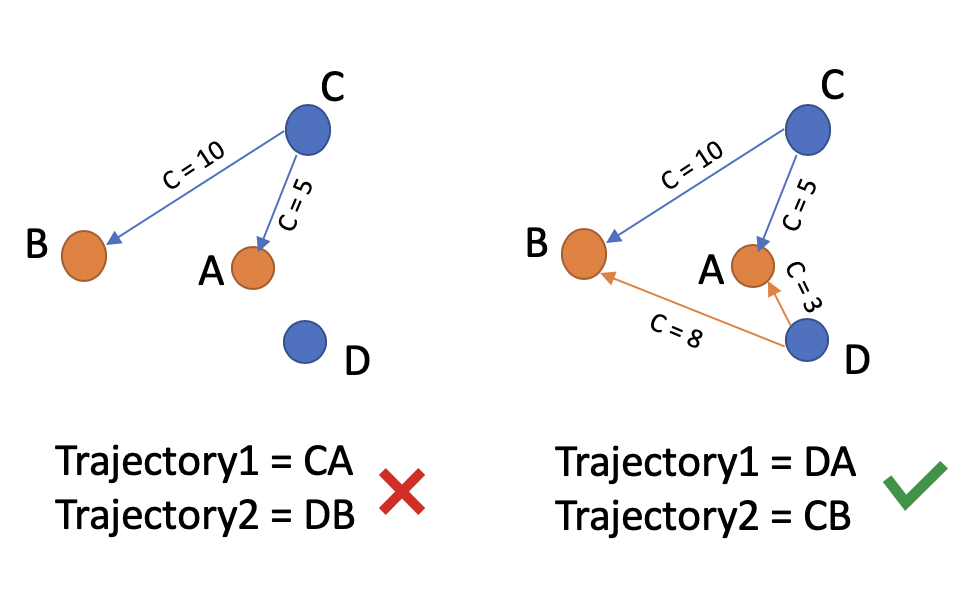 C
C = 10
C = 5
B
A
D
Trajectory1 = CA
Trajectory2 = DB
C
C = 10
C = 5
B
A
C = 3
C = 8
D
Trajectory1 = DA
Trajectory2 = CB